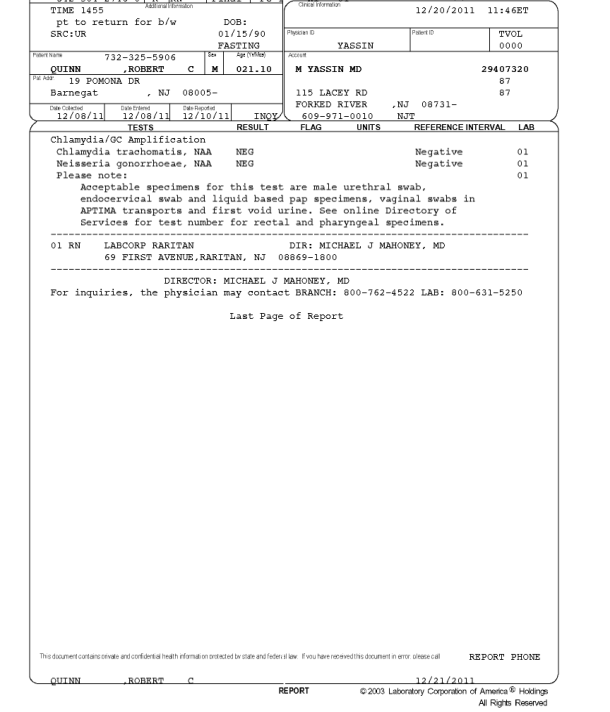 TIME 1455 Additional Information Clinical Information 12/20/2011 11:46ET
pt to return for b/w DOB:
SRC:UR 01/15/90 Physician ID Patient ID TVOL
FASTING YASSIN 0000
Patient Name 732-325-5906 Sex Age (Yr/Mos) Account
QUINN ,ROBERT C M 021.10 M YASSIN MD 29407320
Pat. Addr 19 POMONA DR 87
Barnegat , NJ 08005- 115 LACEY RD 87
Date Collected Date Entered Date Reported FORKED RIVER ,NJ 08731-
12/08/11 12/08/11 12/10/11 INQY 609-971-0010 NJT
TESTS RESULT FLAG UNITS REFERENCE INTERVAL LAB
Chlamydia/GC Amplification
Chlamydia trachomatis, NAA NEG Negative 01
Neisseria gonorrhoeae, NAA NEG Negative 01
Please note: 01
Acceptable specimens for this test are male urethral swab,
endocervical swab and liquid based pap specimens, vaginal swabs in
APTIMA transports and first void urine. See online Directory of
Services for test number for rectal and pharyngeal specimens.
01 RN LABCORP RARITAN DIR: MICHAEL J MAHONEY, MD
69 FIRST AVENUE,RARITAN, NJ 08869-1800
DIRECTOR: MICHAEL J MAHONEY, MD
For inquiries, the physician may contact BRANCH: 800-762-4522 LAB: 800-631-5250
Last Page of Report
This document contains private and confidential health information protected by state and federal law If you have received this document in error, please call REPORT PHONE
QUINN ,ROBERT C 12/21/2011
REPORT © 2003 Laboratory Corporation of America ® Holdings
All Rights Reserved